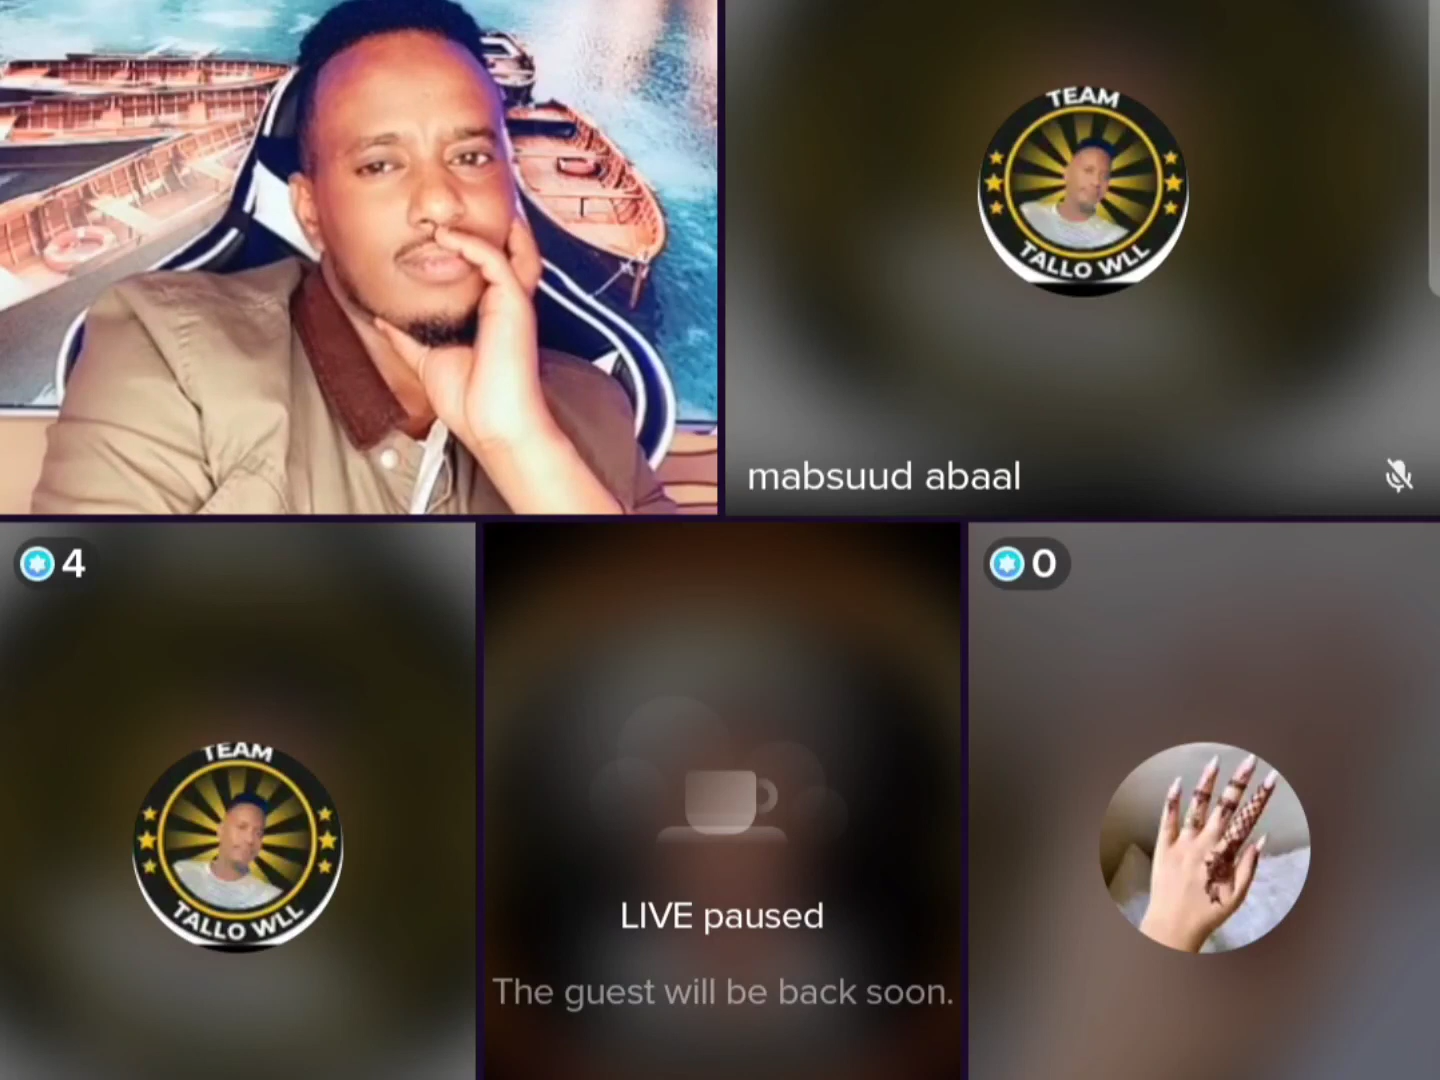 TEAM
TALLO WLL
mabsuud abaal
4
TEAM
TALLO WLL
LIVE paused
The guest will be back soon.
0